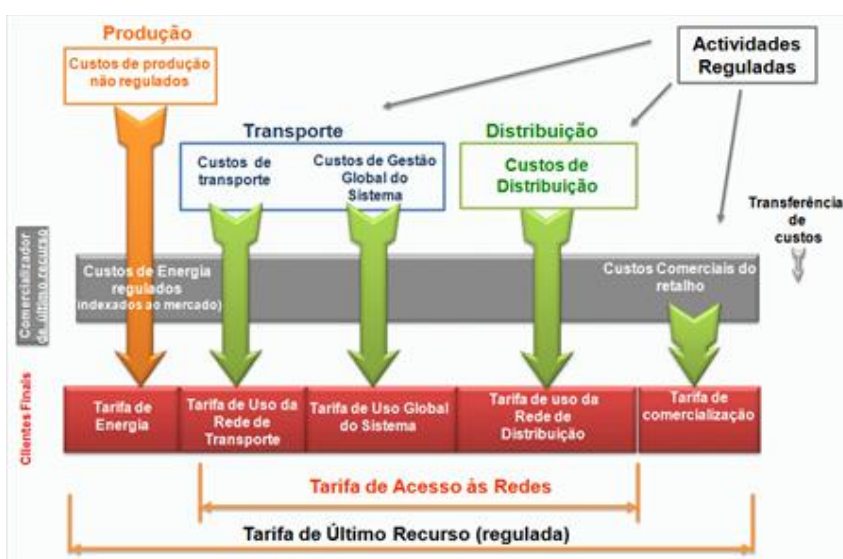 Produção
Custos de produção
não regulados
Actividades
Reguladas
Transporte
Custos de
transporte
Custos de Gestão
Global do
Sistema
Distribuição
Custos de
Distribuição
Transferência
de
custos
Comercializador
de último recurso
Custos de Energia
regulados
indexados ao mercado)
Custos Comerciais do
retalho
Clientes Finais
Tarifa de
Energia
Tarifa de Uso da
Rede de
Transporte
Tarifa de Uso Global
do Sistema
Tarifa de uso da
Rede de
Distribuição
Tarifa de
comercialização
Tarifa de Acesso às Redes
Tarifa de Último Recurso (regulada)